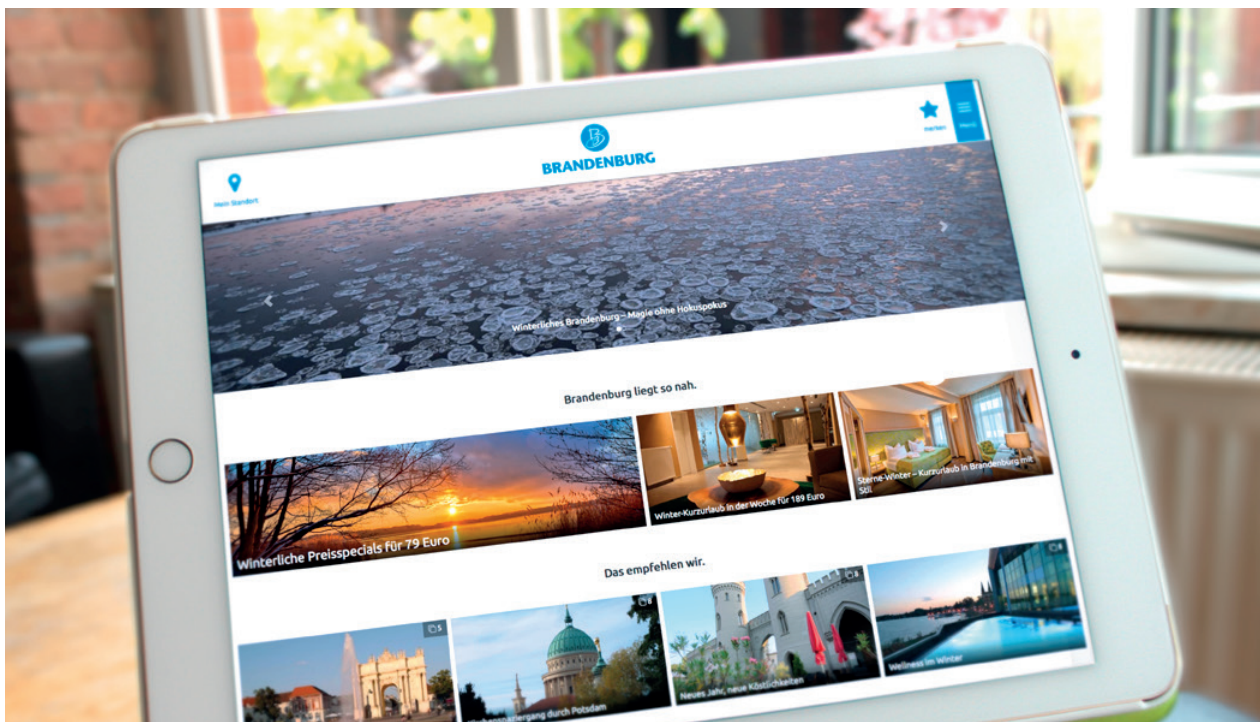 BRANDENBURG
Mein Standort
merken
Menü
Winterliches Brandenburg – Magie ohne Hokuspokus
Brandenburg liegt so nah.
Winterliche Preisspecials für 79 Euro
Winter-Kurzurlaub in der Woche für 189 Euro
Sterne-Winter – Kurzurlaub in Brandenburg mit
Stil
Das empfehlen wir.
5
8
durch Potsdam
Neues Jahr, neue Köstlichkeiten
Wellness im Winter